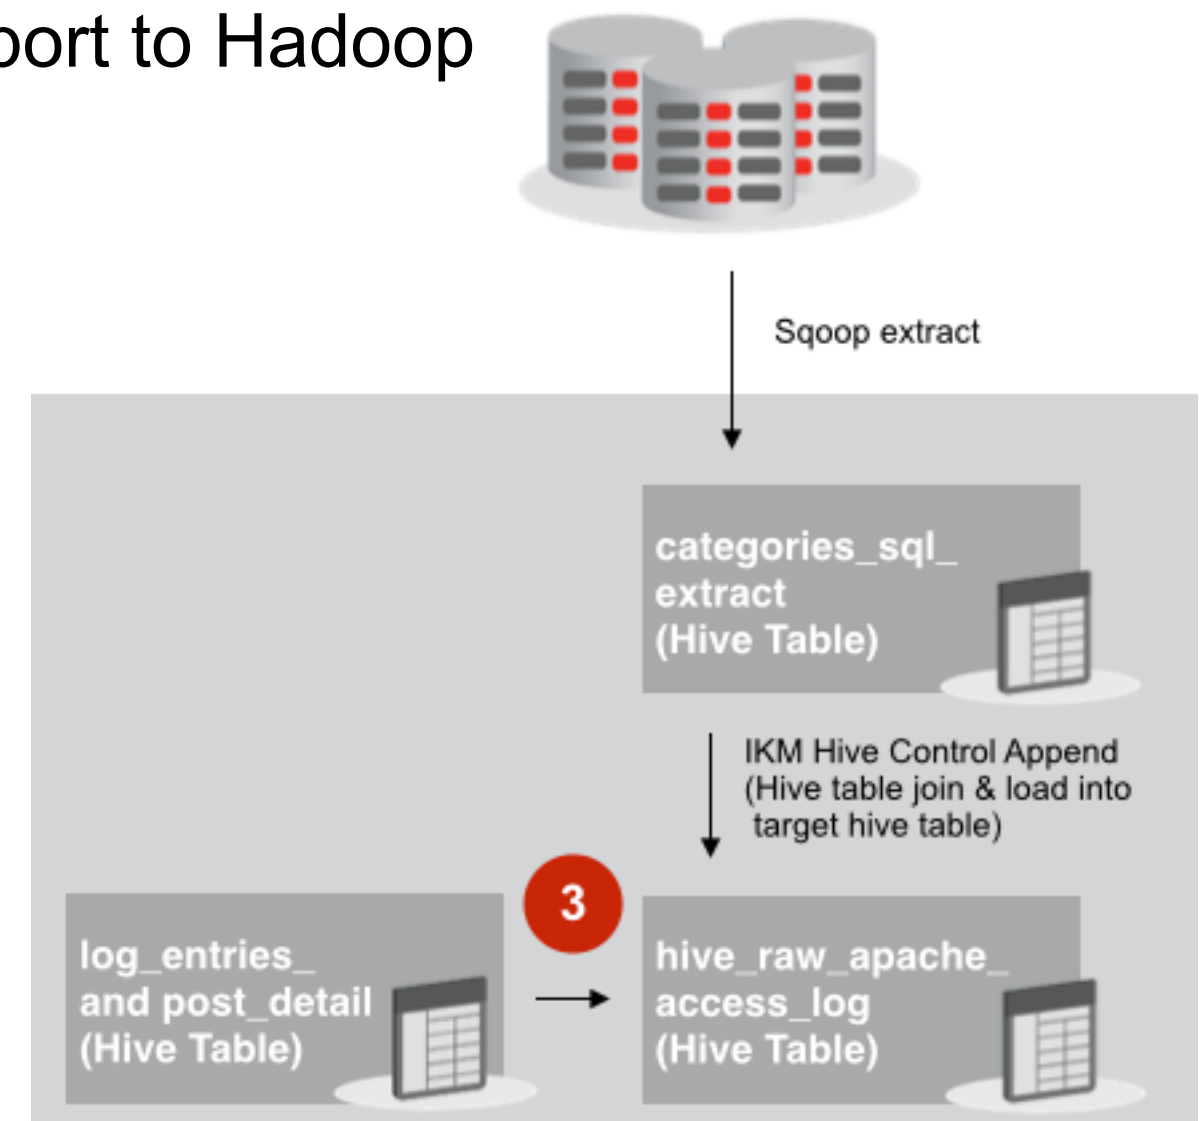 port to Hadoop
Sqoop extract
categories_sql_
extract
(Hive Table)
IKM Hive Control Append
(Hive table join & load into
target hive table)
3
log_entries_
and post_detail
(Hive Table)
hive_raw_apache_
access_log
(Hive Table)